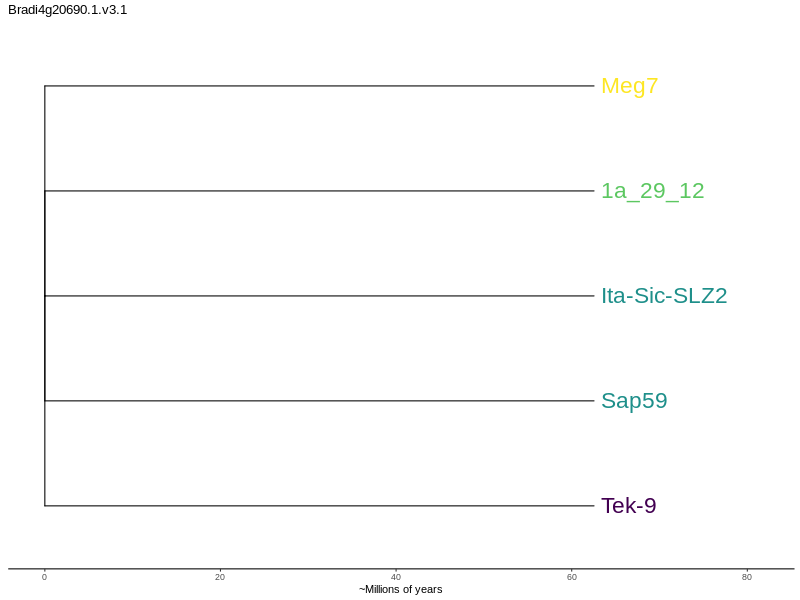 Bradi4g20690.1.v3.1
Meg7
1a_29_12
Ita-Sic-SLZ2
Sap59
Tek-9
0 20 40 60 80
~Millions of years